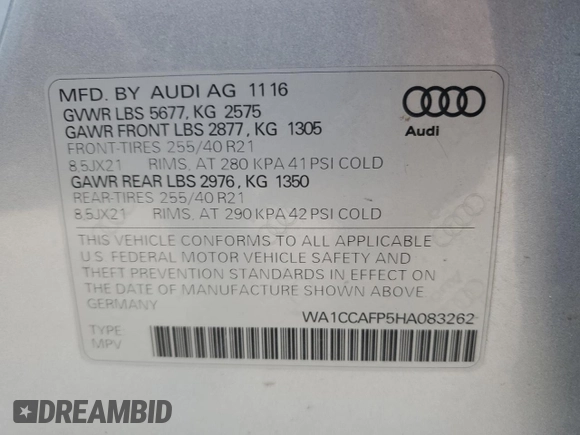 MFD. BY AUDI AG 11 16
GVWR LBS 5677, KG 2575
GAWR FRONT LBS 2877, KG 1305
FRONT-TIRES 255/40 R21
8,5JX21 RIMS, AT 280 KPA 41 PSI COLD
GAWR REAR LBS 2976, KG 1350
REAR-TIRES 255/40 R21
8,5JX21 RIMS, AT 290 KPA 42 PSI COLD
Audi
THIS VEHICLE CONFORMS TO ALL APPLICABLE
U.S. FEDERAL MOTOR VEHICLE SAFETY AND
THEFT PREVENTION STANDARDS IN EFFECT ON
THE DATE OF MANUFACTURE SHOWN ABOVE.
GERMANY
WA1CCAFP5HA083262
TYPE:
MPV
DREAMBID